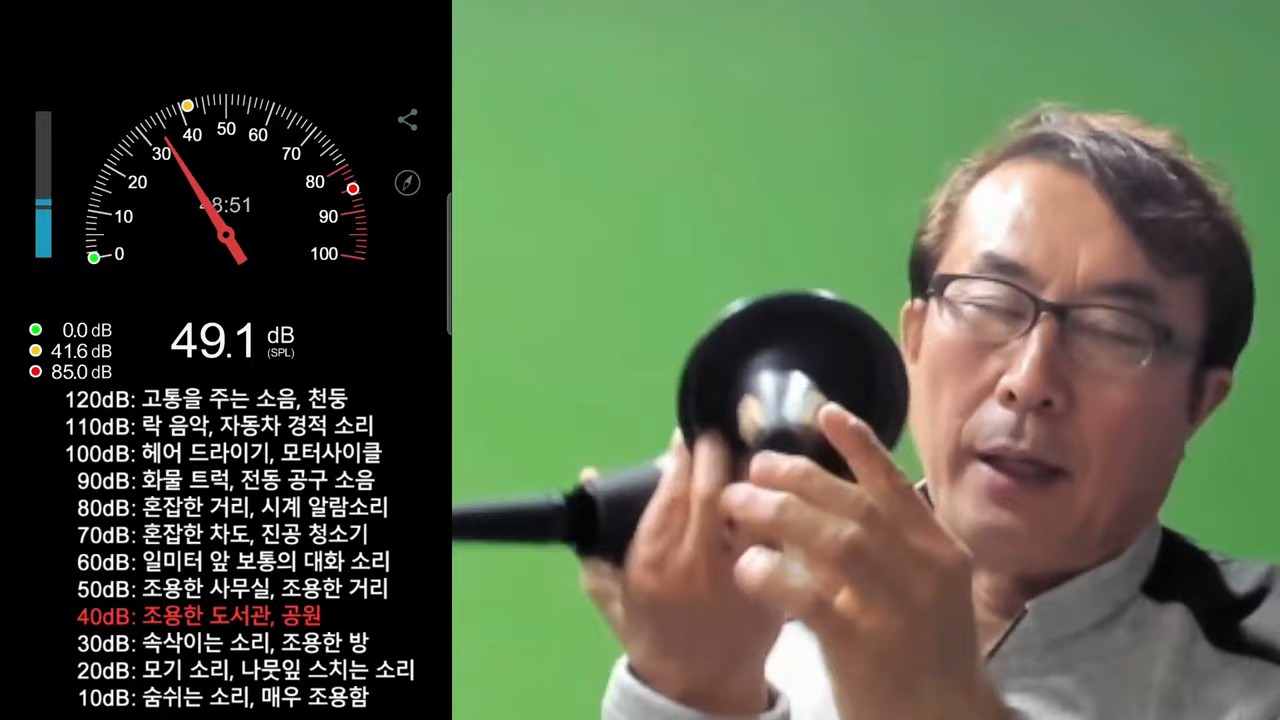 0
10
20
30
40
50
60
70
80
90
100
48:51
0.0 dB
41.6 dB
85.0 dB
49.1 dB
(SPL)
120dB: 고통을 주는 소음, 천둥
110dB: 락 음악, 자동차 경적 소리
100dB: 헤어 드라이기, 모터사이클
90dB: 화물 트럭, 전동 공구 소음
80dB: 혼잡한 거리, 시계 알람소리
70dB: 혼잡한 차도, 진공 청소기
60dB: 일미터 앞 보통의 대화 소리
50dB: 조용한 사무실, 조용한 거리
40dB: 조용한 도서관, 공원
30dB: 속삭이는 소리, 조용한 방
20dB: 모기 소리, 나뭇잎 스치는 소리
10dB: 숨쉬는 소리, 매우 조용함